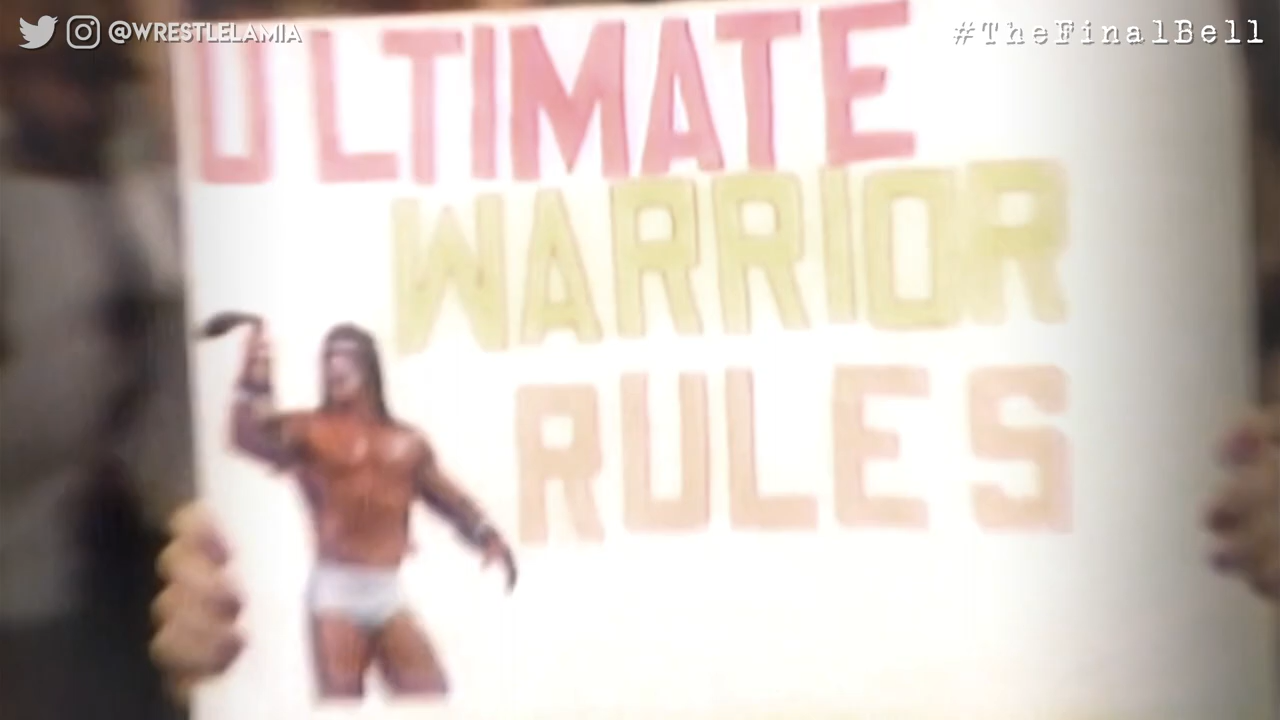 @WRESTLELAMIA
#TheFinalBell
ULTIMATE
WARRIOR
RULES